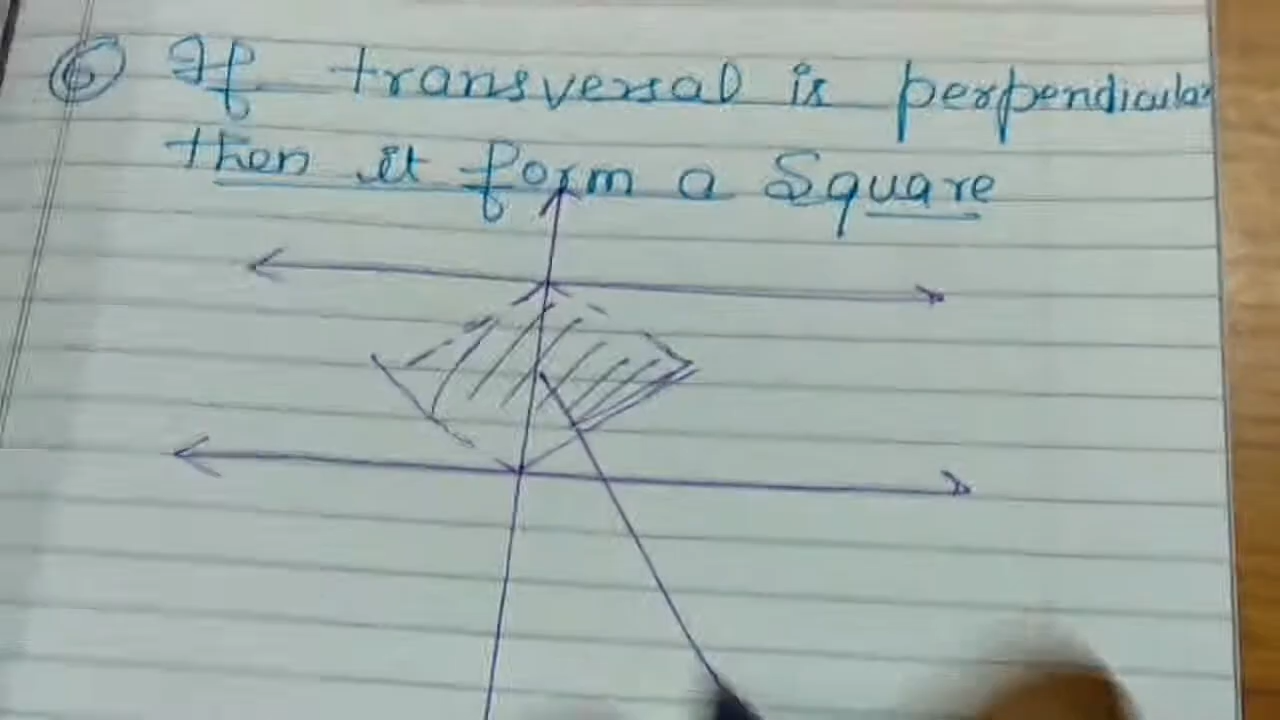 ⑥ If transversal is perpendicular
then it form a Square